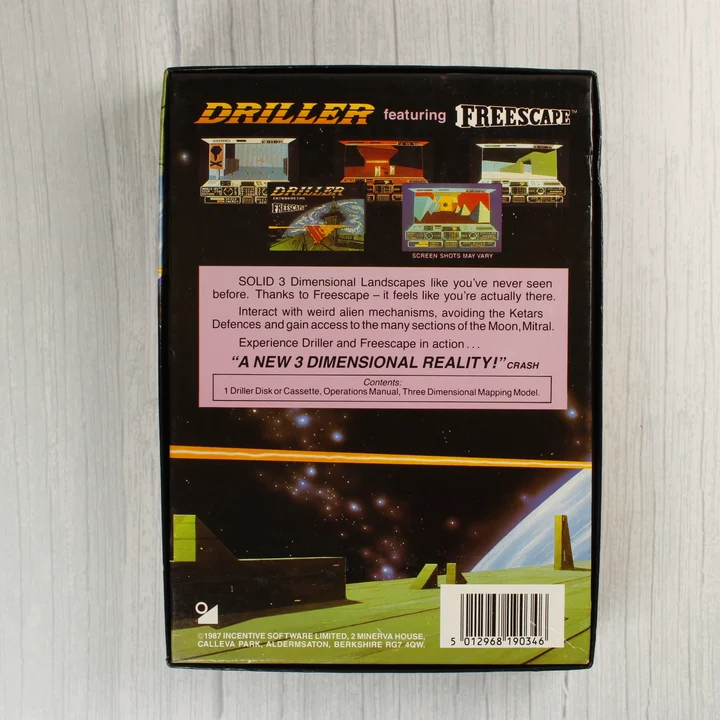 DRILLER featuring FREESCAPE™
DRILLER
FREESCAPE
SCREEN SHOTS MAY VARY
SOLID 3 Dimensional Landscapes like you've never seen
before. Thanks to Freescape – it feels like you're actually there.
Interact with weird alien mechanisms, avoiding the Ketars
Defences and gain access to the many sections of the Moon, Mitral.
Experience Driller and Freescape in action . . .
"A NEW 3 DIMENSIONAL REALITY!" CRASH
Contents:
1 Driller Disk or Cassette, Operations Manual, Three Dimensional Mapping Model.
©1987 INCENTIVE SOFTWARE LIMITED, 2 MINERVA HOUSE,
CALLEVA PARK, ALDERMSATON, BERKSHIRE RG7 4QW.
5 012968 190346